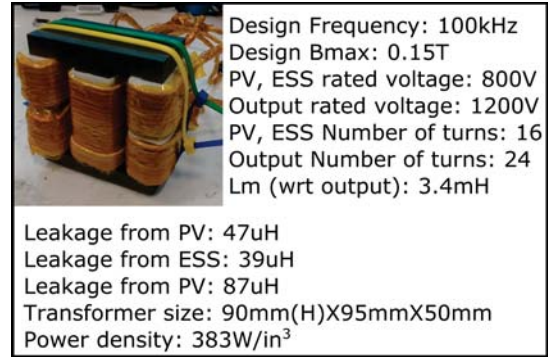 Design Frequency: 100kHz
Design Bmax: 0.15T
PV, ESS rated voltage: 800V
Output rated voltage: 1200V
PV, ESS Number of turns: 16
Output Number of turns: 24
Lm (wrt output): 3.4mH
Leakage from PV: 47uH
Leakage from ESS: 39uH
Leakage from PV: 87uH
Transformer size: 90mm(H)X95mmX50mm
Power density: 383W/in³